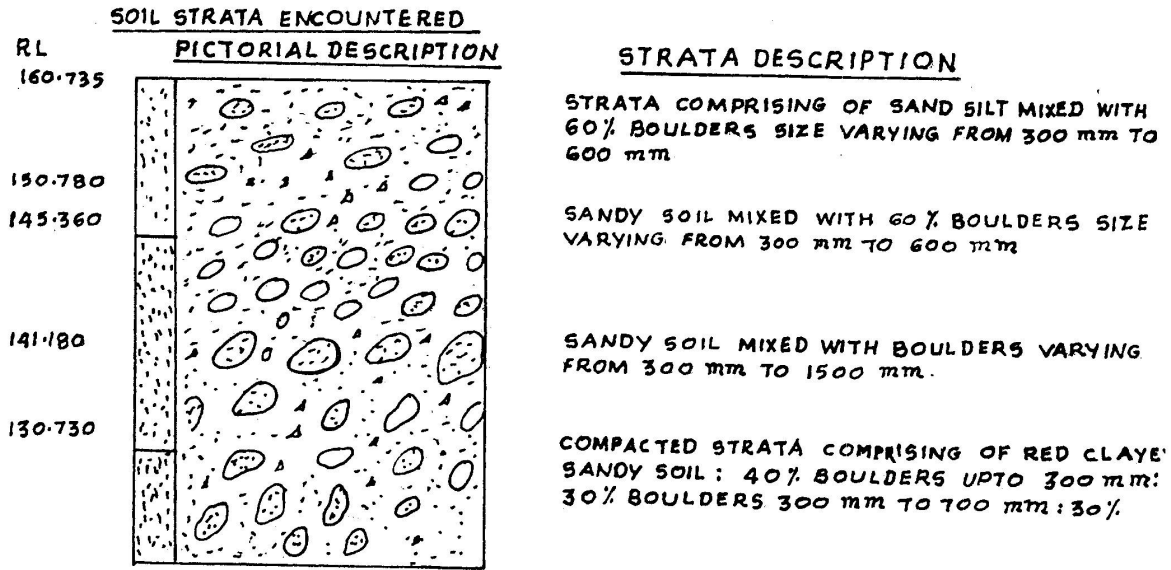 SOIL STRATA ENCOUNTERED
RL PICTORIAL DESCRIPTION
STRATA DESCRIPTION
160.735
STRATA COMPRISING OF SAND SILT MIXED WITH
60% BOULDERS SIZE VARYING FROM 300 mm TO
600 mm
150.780
145.360
SANDY SOIL MIXED WITH 60% BOULDERS SIZE
VARYING FROM 300 mm TO 600 mm
141.180
SANDY SOIL MIXED WITH BOULDERS VARYING
FROM 300 mm TO 1500 mm.
130.730
COMPACTED STRATA COMPRISING OF RED CLAYE
SANDY SOIL: 40% BOULDERS UPTO 300 mm:
30% BOULDERS 300 mm TO 700 mm: 30%